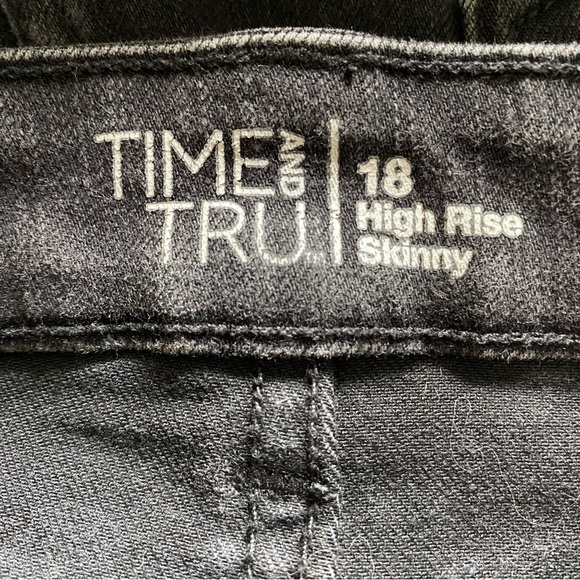 TIME AND
TRU
18
High Rise
Skinny